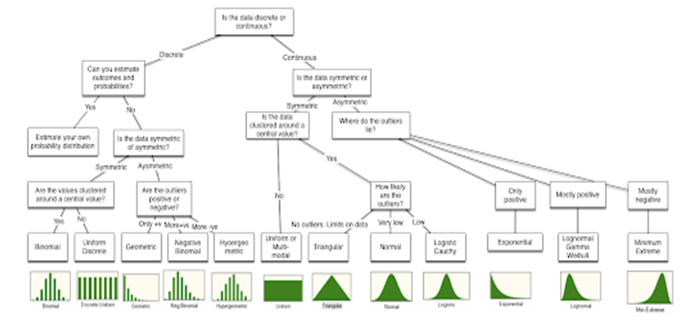 Is the data discrete or
continuous?
Discrete
Continuous
Can you estimate
outcomes and
probabilities?
Is the data symmetric or
asymmetric?
Yes
No
Symmetric
Asymmetric
Estimate your own
probability distribution
Is the data symmetric
of asymmetric?
Is the data
clustered around a
central value?
Where do the outliers
lie?
Symmetric
Asymmetric
Yes
No
Are the values clustered
around a central value?
Are the outliers
positive or
negative?
How likely
are the
outliers?
Only
positive
Mostly positive
Mostly
negative
Yes
No
Only +v
More+ve
More -ve
No outliers. Limits on data
Very low
Low
Binomial
Uniform
Discrete
Geometric
Negative
Binomial
Hypergeo
metric
Uniform or
Multi-
modal
Triangular
Normal
Logistic
Cauchy
Exponential
Lognormal
Gamma
Weibull
Minimum
Extreme
Binomial
Discrete Uniform
Geometric
Neg Binomial
Hypergeometric
Uniform
Triangular
Normal
Logistic
Exponential
Lognormal
Min Extreme